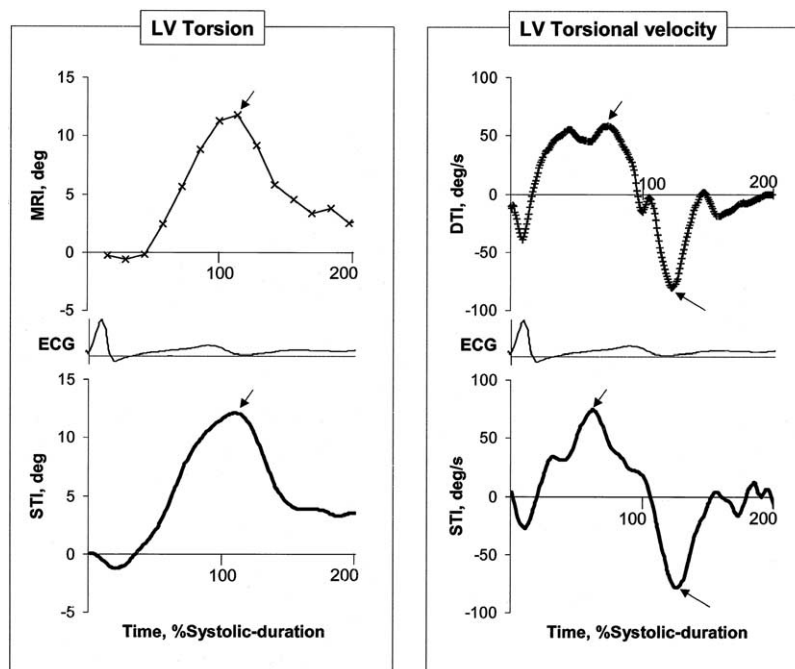 LV Torsion
15
10
MRI, deg
5
0
100
200
-5
ECG
15
10
STI, deg
5
0
100
200
-5
Time, %Systolic-duration
LV Torsional velocity
100
50
DTI, deg/s
0
100
200
-50
-100
ECG
100
50
STI, deg/s
0
100
200
-50
-100
Time, %Systolic-duration